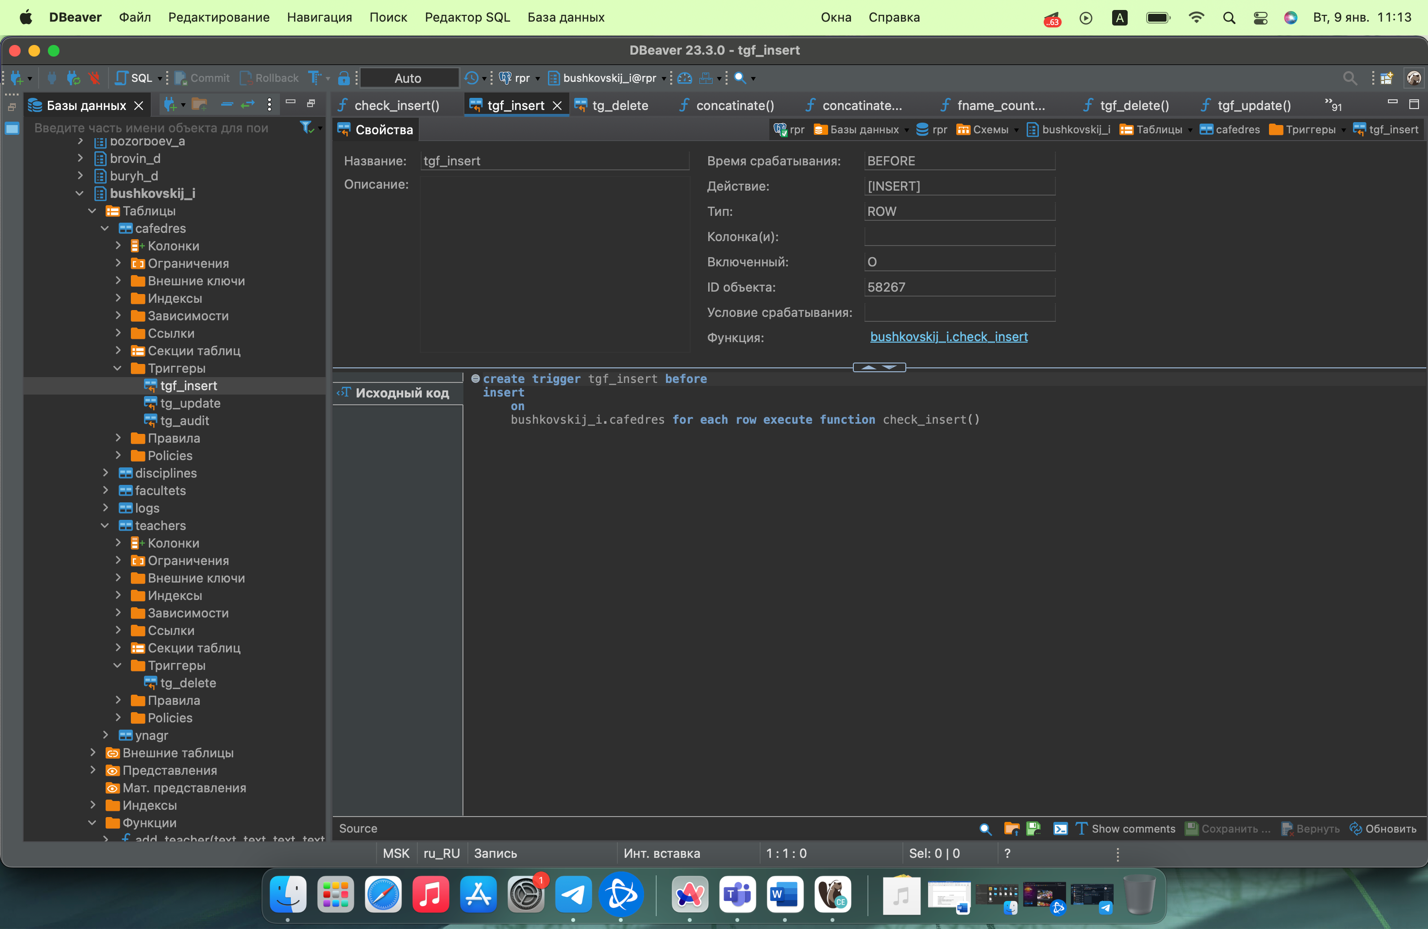 DBeaver Файл Редактирование Навигация Поиск Редактор SQL База данных Окна Справка 63 A Вт, 9 янв. 11:13
DBeaver 23.3.0 - tgf_insert
SQL Commit Rollback T Auto rpr bushkovskij_i@rpr
Базы данных check_insert() tgf_insert tg_delete concatinate() concatinate... fname_count... tgf_delete() tgf_update() 91
Введите часть имени объекта для пои
Свойства rpr Базы данных rpr Схемы bushkovskij_i Таблицы cafedres Триггеры tgf_insert
bozorboev_a
brovin_d
buryh_d
bushkovskij_i
Таблицы
cafedres
Колонки
Ограничения
Внешние ключи
Индексы
Зависимости
Ссылки
Секции таблиц
Триггеры
tgf_insert
tg_update
tg_audit
Правила
Policies
disciplines
facultets
logs
teachers
Колонки
Ограничения
Внешние ключи
Индексы
Зависимости
Ссылки
Секции таблиц
Триггеры
tg_delete
Правила
Policies
ynagr
Внешние таблицы
Представления
Мат. представления
Индексы
Функции
add_teacher(text, text, text, text
Название: tgf_insert
Описание:
Время срабатывания: BEFORE
Действие: [INSERT]
Тип: ROW
Колонка(и):
Включенный: O
ID объекта: 58267
Условие срабатывания:
Функция: bushkovskij_i.check_insert
Исходный код
create trigger tgf_insert before
insert
on
bushkovskij_i.cafedres for each row execute function check_insert()
Source Show comments Сохранить ... Вернуть Обновить
MSK ru_RU Запись Инт. вставка 1 : 1 : 0 Sel: 0 | 0 ?
1
W
CE